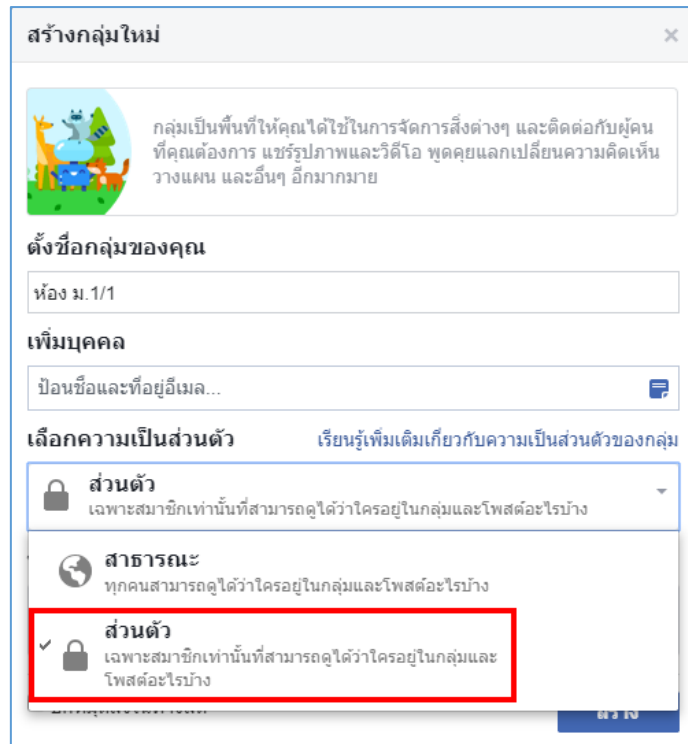 สร้างกลุ่มใหม่
กลุ่มเป็นพื้นที่ให้คุณได้ใช้ในการจัดการสิ่งต่างๆ และติดต่อกับผู้คน
ที่คุณต้องการ แชร์รูปภาพและวิดีโอ พูดคุยแลกเปลี่ยนความคิดเห็น
วางแผน และอื่นๆ อีกมากมาย
ตั้งชื่อกลุ่มของคุณ
ห้อง ม.1/1
เพิ่มบุคคล
ป้อนชื่อและที่อยู่อีเมล...
เลือกความเป็นส่วนตัว เรียนรู้เพิ่มเติมเกี่ยวกับความเป็นส่วนตัวของกลุ่ม
ส่วนตัว
เฉพาะสมาชิกเท่านั้นที่สามารถดูได้ว่าใครอยู่ในกลุ่มและโพสต์อะไรบ้าง
สาธารณะ
ทุกคนสามารถดูได้ว่าใครอยู่ในกลุ่มและโพสต์อะไรบ้าง
ส่วนตัว
เฉพาะสมาชิกเท่านั้นที่สามารถดูได้ว่าใครอยู่ในกลุ่มและ
โพสต์อะไรบ้าง
สร้าง